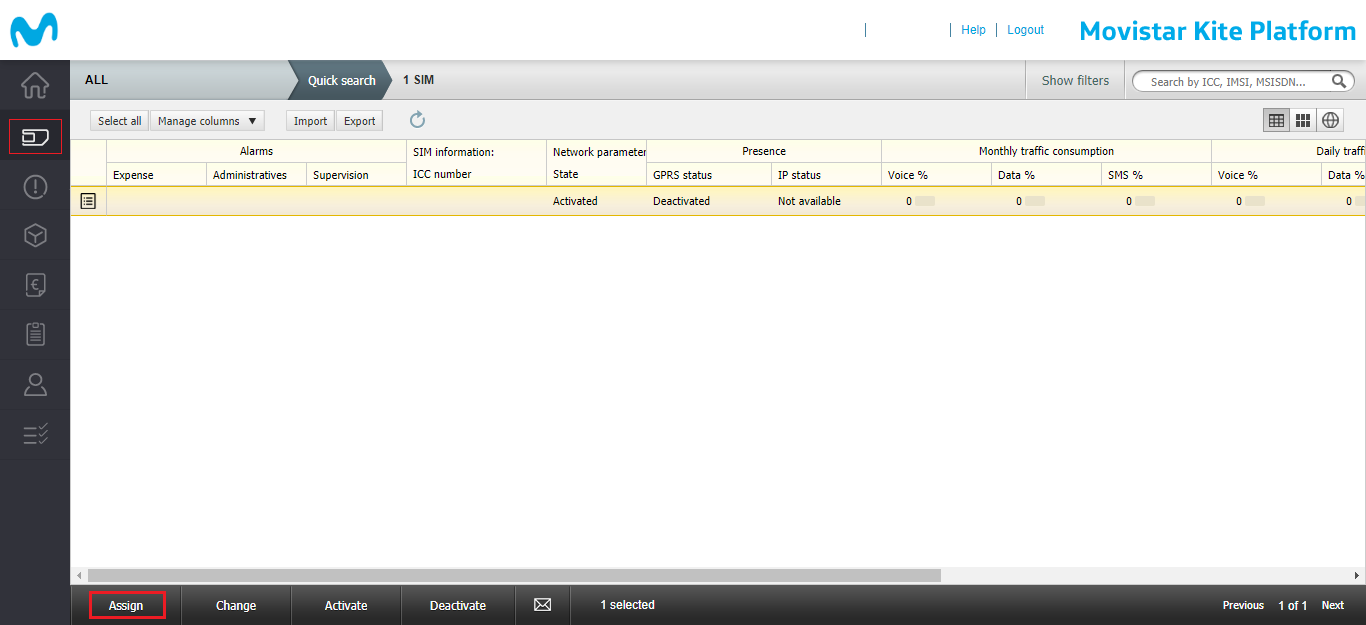 Help
Logout
Movistar Kite Platform
ALL
Quick search
1 SIM
Show filters
Search by ICC, IMSI, MSISDN...
Select all
Manage columns
Import
Export
Alarms
SIM information:
Network parameter
Presence
Monthly traffic consumption
Daily traff
Expense
Administratives
Supervision
ICC number
State
GPRS status
IP status
Voice %
Data %
SMS %
Voice %
Data %
Activated
Deactivated
Not available
0
0
0
0
0
Assign
Change
Activate
Deactivate
1 selected
Previous
1 of 1
Next